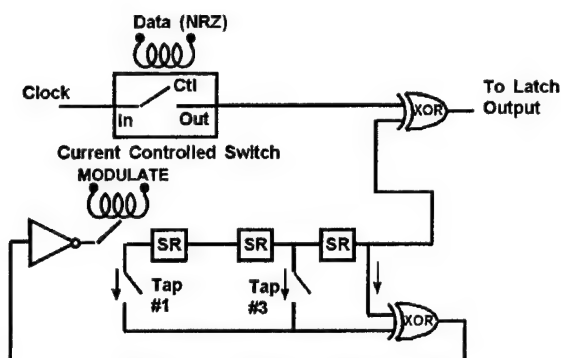 Data (NRZ)
Clock
Ctl
In
Out
XOR
To Latch
Output
Current Controlled Switch
MODULATE
SR
SR
SR
Tap
#1
Tap
#3
XOR